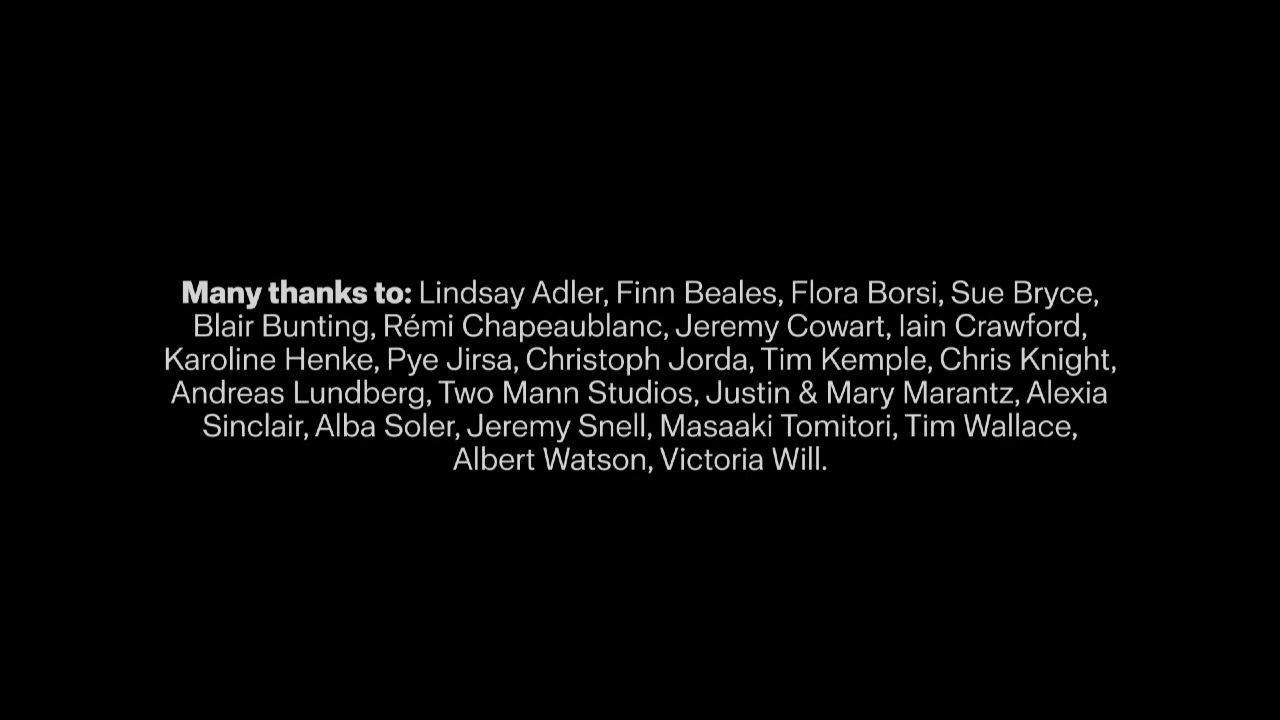 Many thanks to: Lindsay Adler, Finn Beales, Flora Borsi, Sue Bryce,
Blair Bunting, Rémi Chapeaublanc, Jeremy Cowart, Iain Crawford,
Karoline Henke, Pye Jirsa, Christoph Jorda, Tim Kemple, Chris Knight,
Andreas Lundberg, Two Mann Studios, Justin & Mary Marantz, Alexia
Sinclair, Alba Soler, Jeremy Snell, Masaaki Tomitori, Tim Wallace,
Albert Watson, Victoria Will.